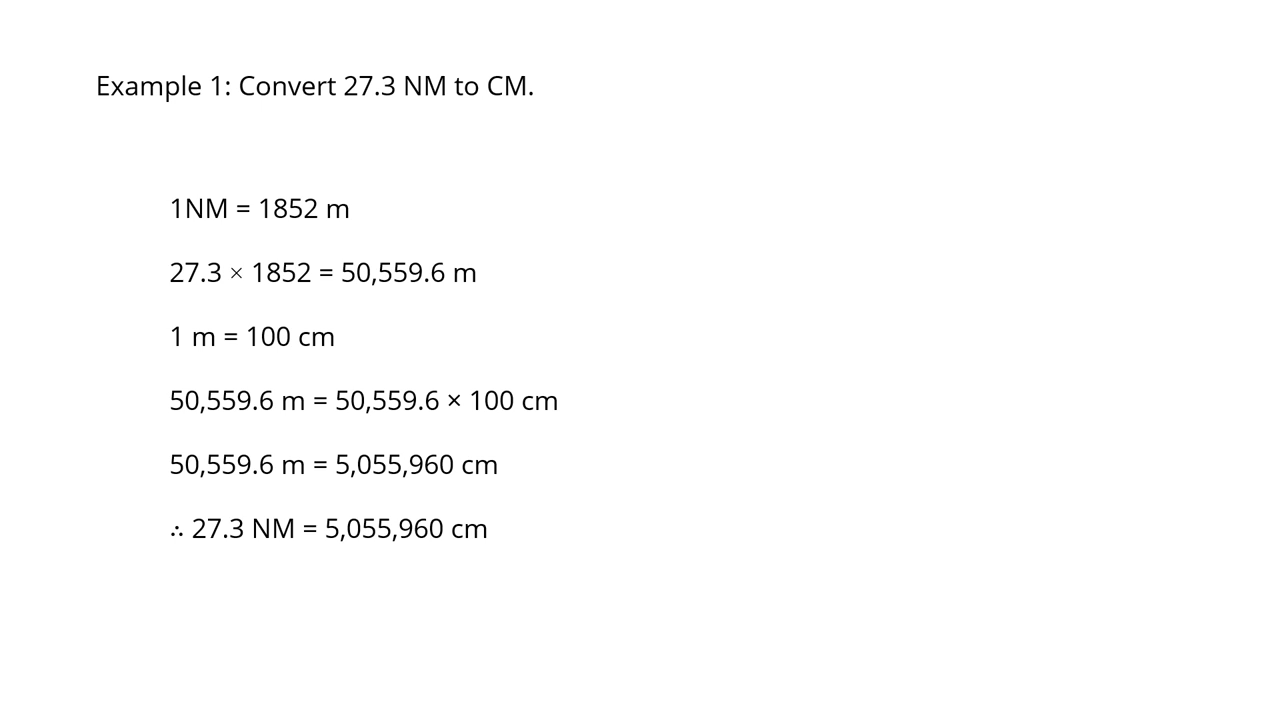 Example 1: Convert 27.3 NM to CM.
1NM = 1852 m
27.3 × 1852 = 50,559.6 m
1 m = 100 cm
50,559.6 m = 50,559.6 × 100 cm
50,559.6 m = 5,055,960 cm
∴ 27.3 NM = 5,055,960 cm